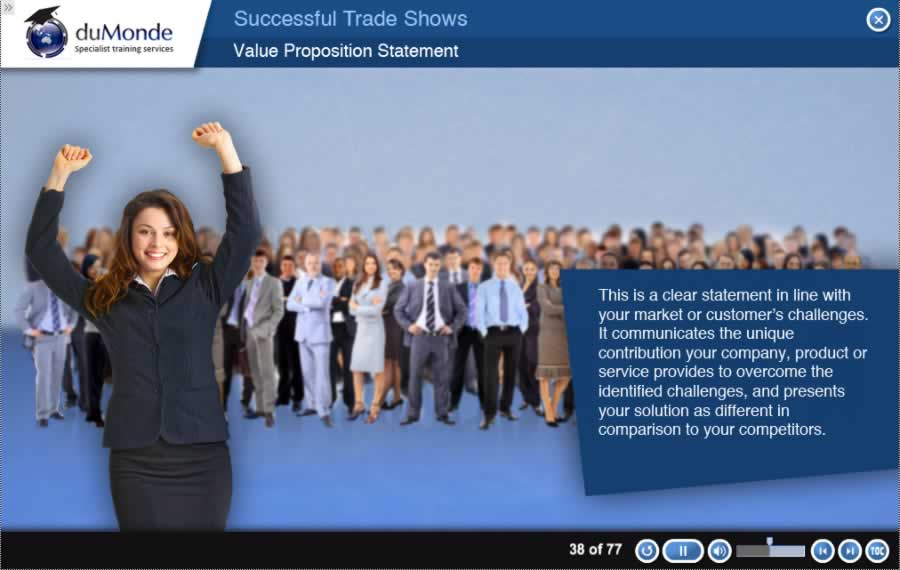 duMonde
Specialist training services
Successful Trade Shows
Value Proposition Statement
This is a clear statement in line with
your market or customer's challenges.
It communicates the unique
contribution your company, product or
service provides to overcome the
identified challenges, and presents
your solution as different in
comparison to your competitors.
38 of 77
TOC